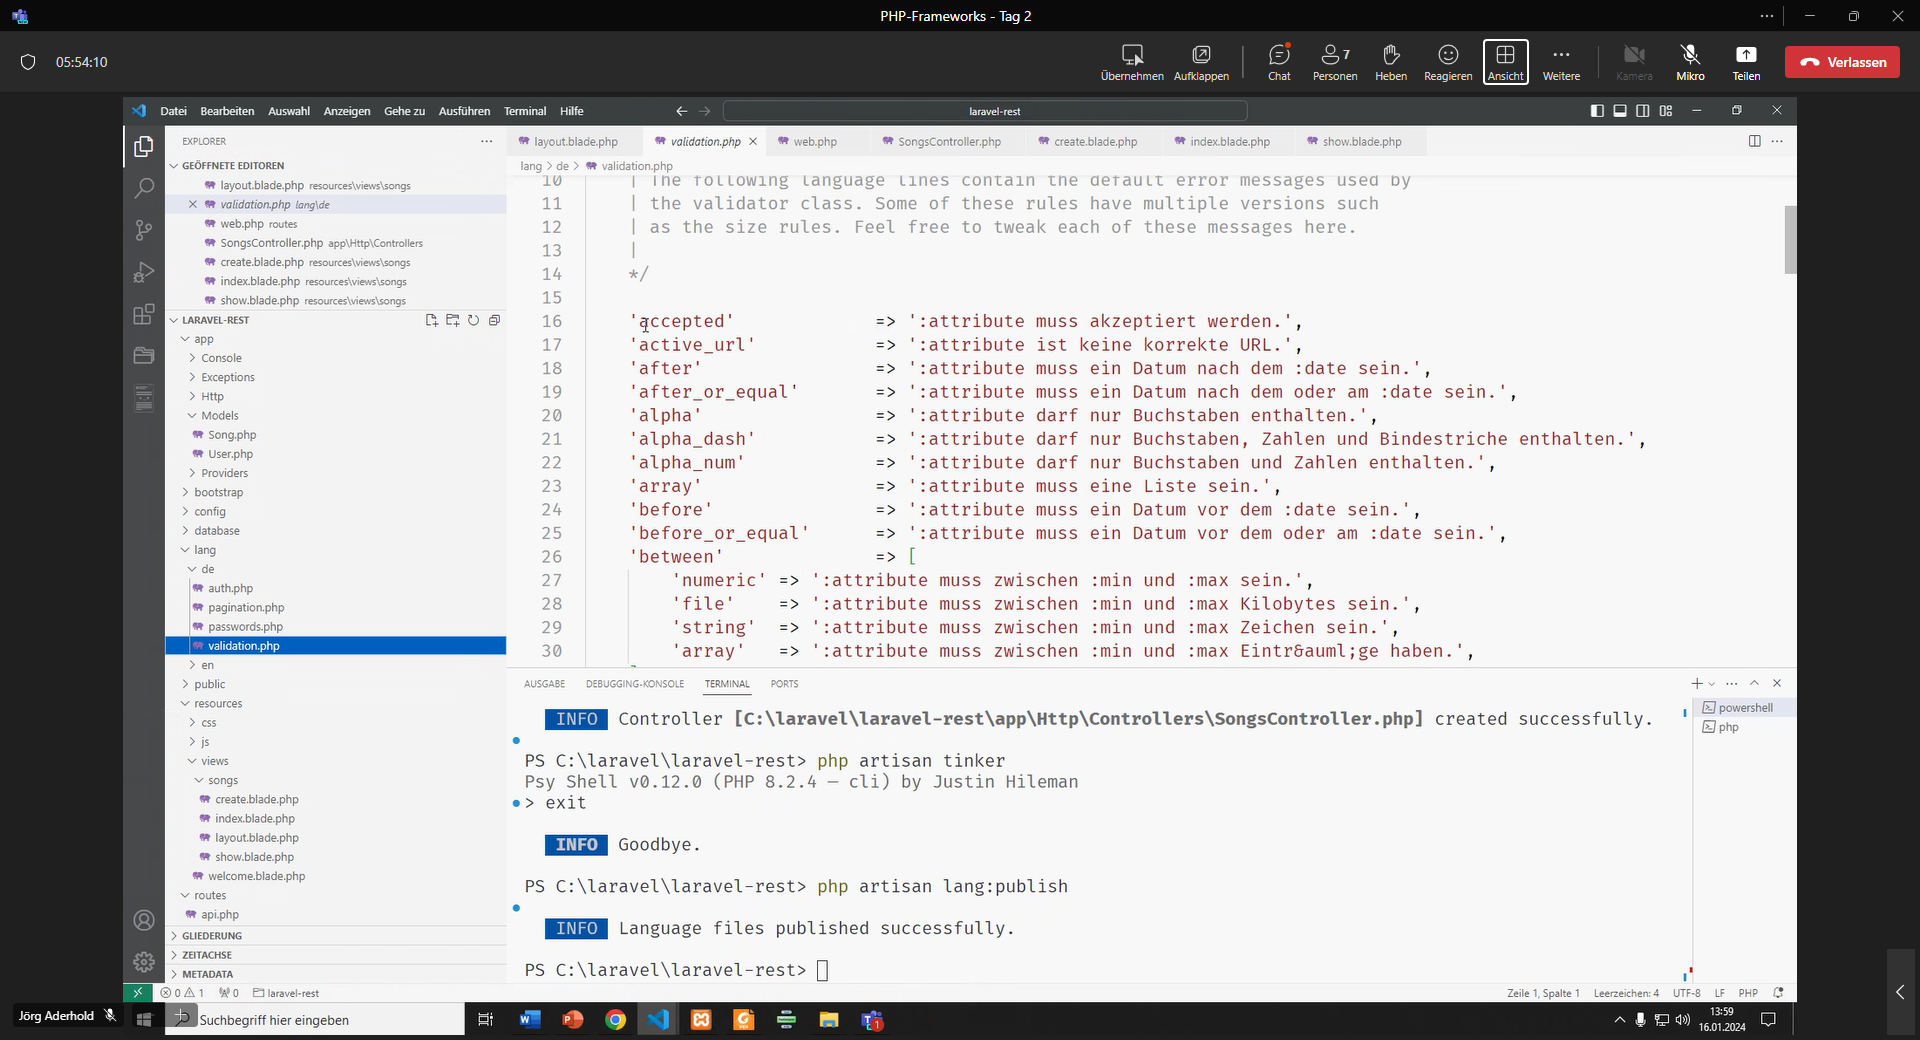 PHP-Frameworks - Tag 2
05:54:10
Übernehmen
Aufklappen
Chat
7
Personen
Heben
Reagieren
Ansicht
Weitere
Kamera
Mikro
Teilen
Verlassen
Datei Bearbeiten Auswahl Anzeigen Gehe zu Ausführen Terminal Hilfe
laravel-rest
EXPLORER
GEÖFFNETE EDITOREN
layout.blade.php resources\views\songs
validation.php lang\de
web.php routes
SongsController.php app\Http\Controllers
create.blade.php resources\views\songs
index.blade.php resources\views\songs
show.blade.php resources\views\songs
LARAVEL-REST
app
Console
Exceptions
Http
Models
Song.php
User.php
Providers
bootstrap
config
database
lang
de
auth.php
pagination.php
passwords.php
validation.php
en
public
resources
css
js
views
songs
create.blade.php
index.blade.php
layout.blade.php
show.blade.php
welcome.blade.php
routes
api.php
GLIEDERUNG
ZEITACHSE
METADATA
layout.blade.php validation.php web.php SongsController.php create.blade.php index.blade.php show.blade.php
lang > de > validation.php
10 | The following language lines contain the default error messages used by
11 | the validator class. Some of these rules have multiple versions such
12 | as the size rules. Feel free to tweak each of these messages here.
13 |
14 */
15
16 'accepted' => ':attribute muss akzeptiert werden.',
17 'active_url' => ':attribute ist keine korrekte URL.',
18 'after' => ':attribute muss ein Datum nach dem :date sein.',
19 'after_or_equal' => ':attribute muss ein Datum nach dem oder am :date sein.',
20 'alpha' => ':attribute darf nur Buchstaben enthalten.',
21 'alpha_dash' => ':attribute darf nur Buchstaben, Zahlen und Bindestriche enthalten.',
22 'alpha_num' => ':attribute darf nur Buchstaben und Zahlen enthalten.',
23 'array' => ':attribute muss eine Liste sein.',
24 'before' => ':attribute muss ein Datum vor dem :date sein.',
25 'before_or_equal' => ':attribute muss ein Datum vor dem oder am :date sein.',
26 'between' => [
27 'numeric' => ':attribute muss zwischen :min und :max sein.',
28 'file' => ':attribute muss zwischen :min und :max Kilobytes sein.',
29 'string' => ':attribute muss zwischen :min und :max Zeichen sein.',
30 'array' => ':attribute muss zwischen :min und :max Eintr&auml;ge haben.',
AUSGABE DEBUGGING-KONSOLE TERMINAL PORTS
INFO Controller [C:\laravel\laravel-rest\app\Http\Controllers\SongsController.php] created successfully.
PS C:\laravel\laravel-rest> php artisan tinker
Psy Shell v0.12.0 (PHP 8.2.4 — cli) by Justin Hileman
> exit
INFO Goodbye.
PS C:\laravel\laravel-rest> php artisan lang:publish
INFO Language files published successfully.
PS C:\laravel\laravel-rest>
powershell
php
0 1 0 laravel-rest
Zeile 1, Spalte 1 Leerzeichen: 4 UTF-8 LF PHP
Jörg Aderhold
Suchbegriff hier eingeben
1
13:59
16.01.2024